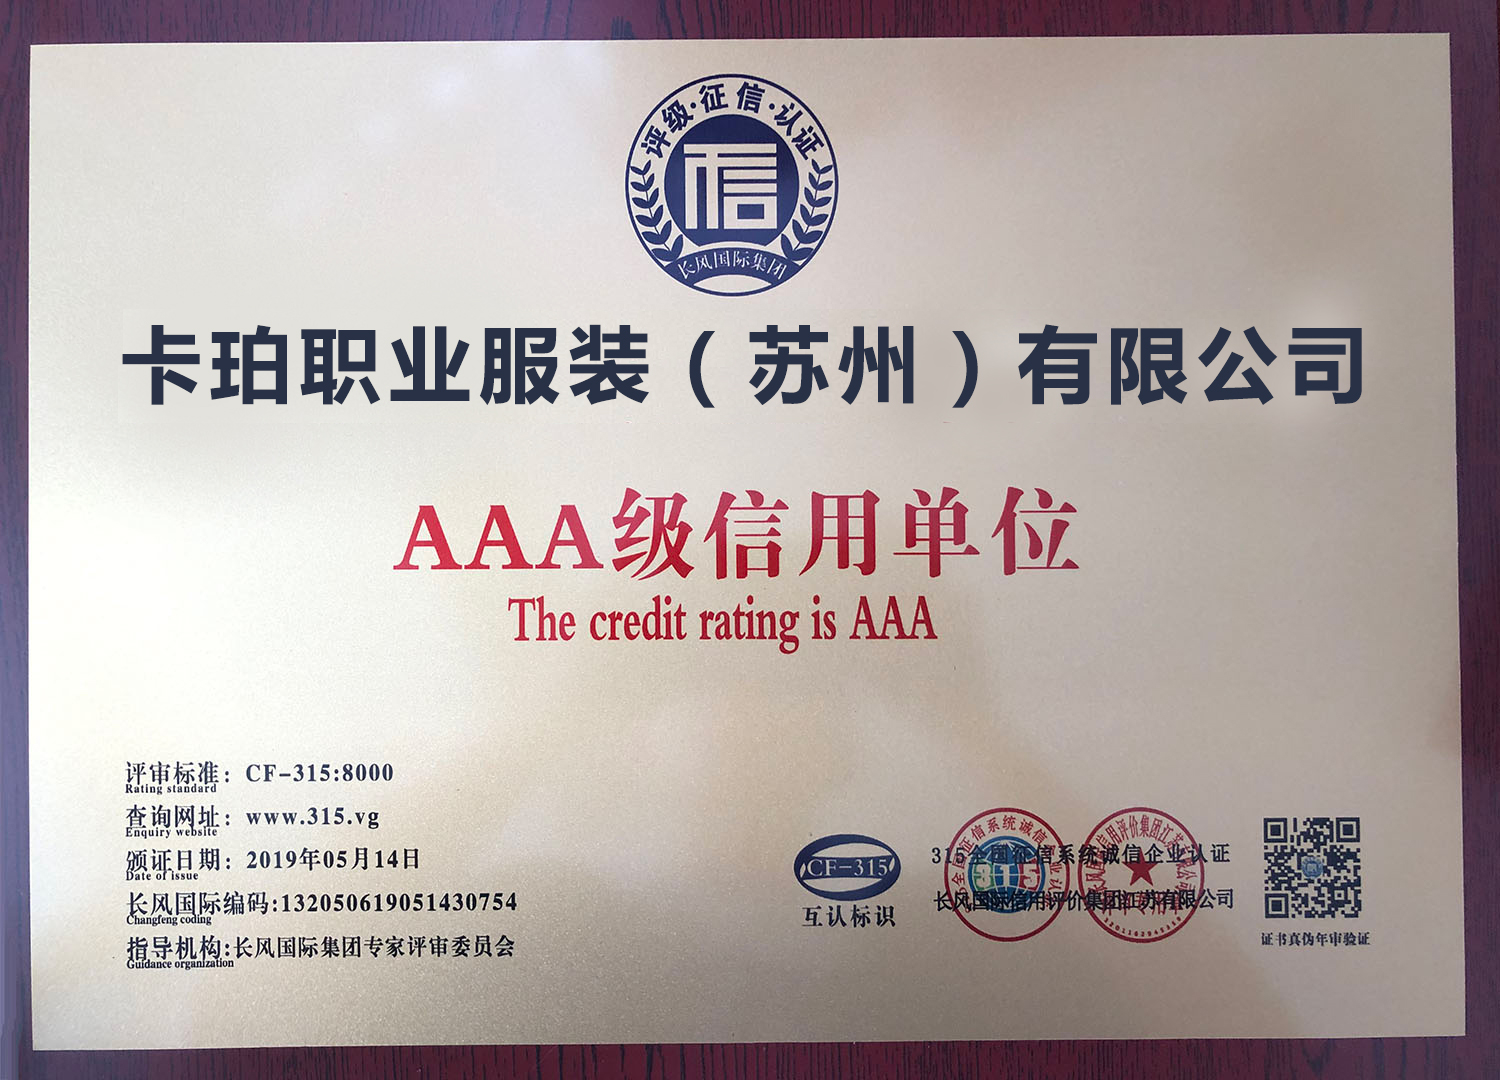 评级·征信·认证
信
长风国际集团
卡珀职业服装（苏州）有限公司
AAA级信用单位
The credit rating is AAA
评审标准：CF-315:8000
Rating standard
查询网址：www.315.vg
Enquiry website
颁证日期：2019年05月14日
Date of issue
长风国际编码:132050619051430754
Changfeng coding
指导机构:长风国际集团专家评审委员会
Guidance organization
CF-315
互认标识
315全国征信系统诚信企业认证
长风国际信用评价集团江苏有限公司
315
证书真伪年审验证